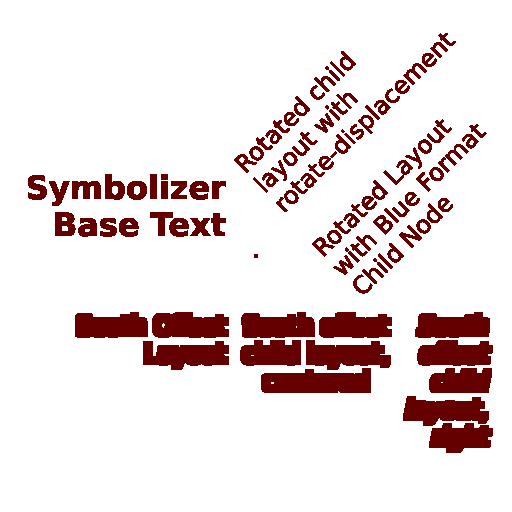 Rotated child
layout with
rotate-displacement
Rotated Layout
with Blue Format
Child Node
Symbolizer
Base Text
South Offset
Layout
South offset
child layout,
centered
South
offset
child
layout,
right